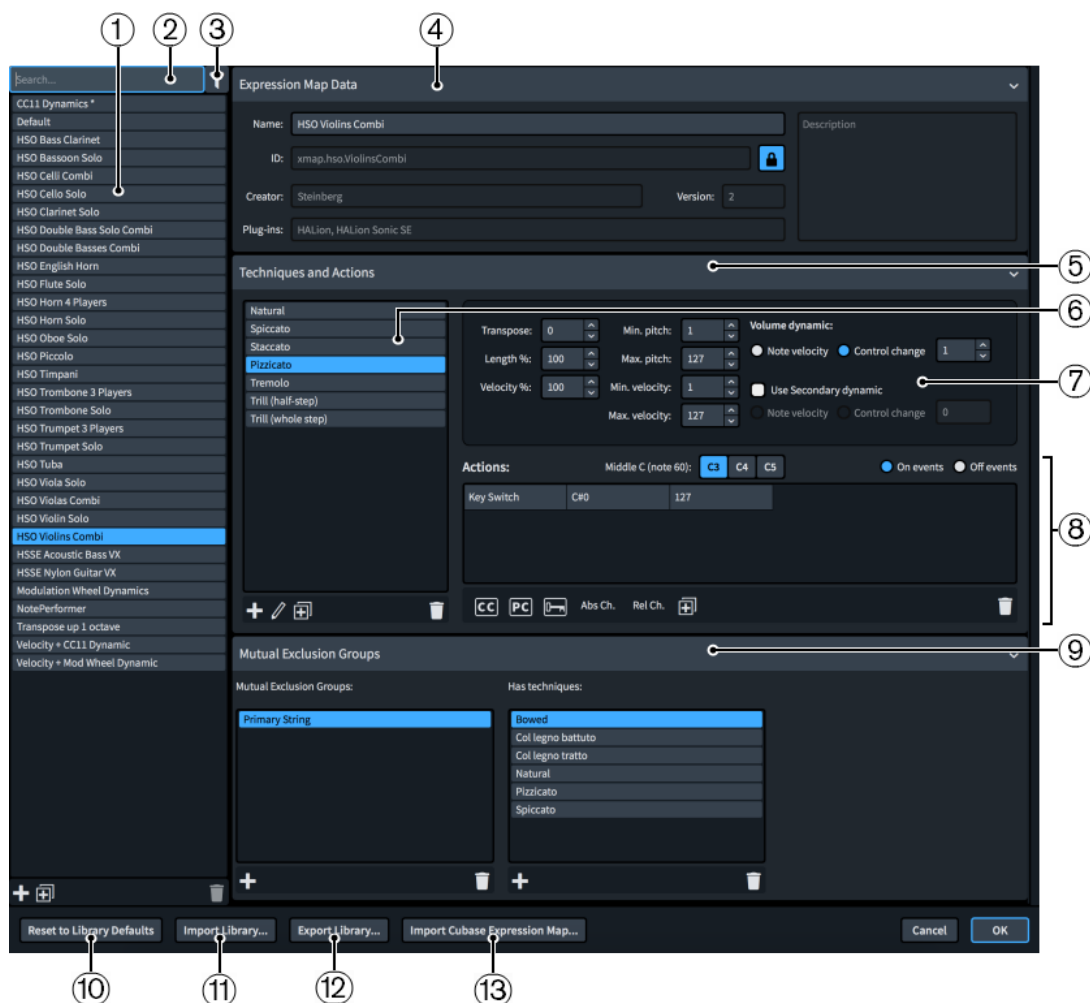 ① ② ③ ④
Search...
CC11 Dynamics *
Default
HSO Bass Clarinet
HSO Bassoon Solo
HSO Celli Combi
HSO Cello Solo
HSO Clarinet Solo
HSO Double Bass Solo Combi
HSO Double Basses Combi
HSO English Horn
HSO Flute Solo
HSO Horn 4 Players
HSO Horn Solo
HSO Oboe Solo
HSO Piccolo
HSO Timpani
HSO Trombone 3 Players
HSO Trombone Solo
HSO Trumpet 3 Players
HSO Trumpet Solo
HSO Tuba
HSO Viola Solo
HSO Violas Combi
HSO Violin Solo
HSO Violins Combi
HSSE Acoustic Bass VX
HSSE Nylon Guitar VX
Modulation Wheel Dynamics
NotePerformer
Transpose up 1 octave
Velocity + CC11 Dynamic
Velocity + Mod Wheel Dynamic
Expression Map Data
Name: HSO Violins Combi
Description
ID: xmap.hso.ViolinsCombi
Creator: Steinberg Version: 2
Plug-ins: HALion, HALion Sonic SE
Techniques and Actions ⑤
Natural
Spiccato
Staccato
Pizzicato
Tremolo
Trill (half-step)
Trill (whole step)
⑥
Transpose: 0 Min. pitch: 1 Volume dynamic:
Length %: 100 Max. pitch: 127 Note velocity Control change 1
⑦
Velocity %: 100 Min. velocity: 1 Use Secondary dynamic
Max. velocity: 127 Note velocity Control change 0
Actions: Middle C (note 60): C3 C4 C5 On events Off events
Key Switch C#0 127
⑧
CC PC Abs Ch. Rel Ch.
Mutual Exclusion Groups ⑨
Mutual Exclusion Groups: Has techniques:
Primary String
Bowed
Col legno battuto
Col legno tratto
Natural
Pizzicato
Spiccato
Reset to Library Defaults Import Library... Export Library... Import Cubase Expression Map... Cancel OK
⑩ ⑪ ⑫ ⑬